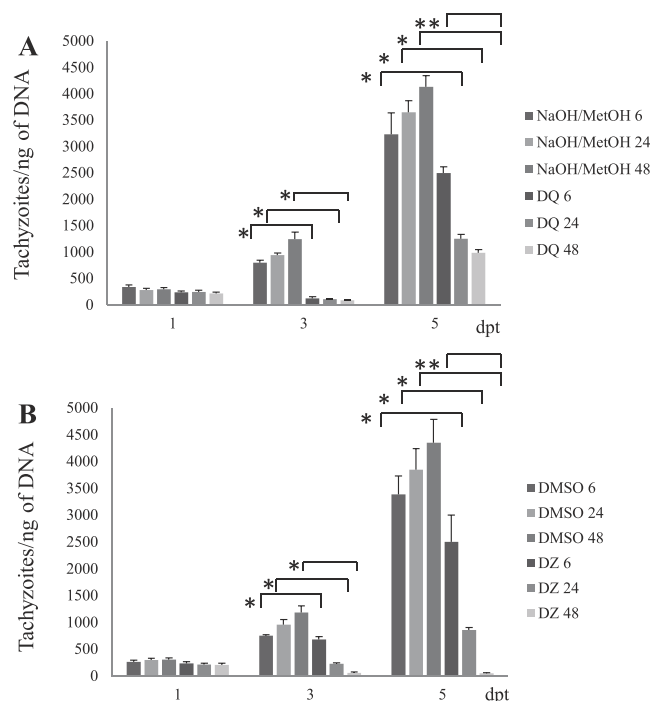 A
Tachyzoites/ng of DNA
5000
4500
4000
3500
3000
2500
2000
1500
1000
500
0
* * *
* * * **
1 3 5 dpt
NaOH/MetOH 6
NaOH/MetOH 24
NaOH/MetOH 48
DQ 6
DQ 24
DQ 48
B
Tachyzoites/ng of DNA
5000
4500
4000
3500
3000
2500
2000
1500
1000
500
0
* * *
* * **
1 3 5 dpt
DMSO 6
DMSO 24
DMSO 48
DZ 6
DZ 24
DZ 48